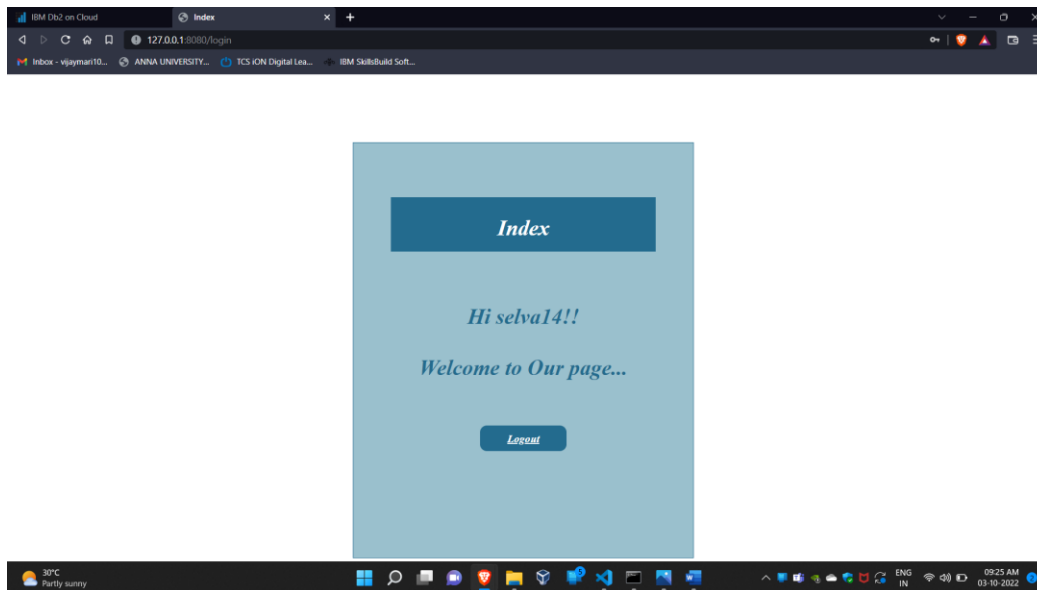 IBM Db2 on Cloud
Index
127.0.0.1:8080/login
Inbox - vijaymari10...
ANNA UNIVERSITY...
TCS iON Digital Lea...
IBM SkillsBuild Soft...
Index
Hi selva14!!
Welcome to Our page...
Logout
30°C
Partly sunny
ENG
IN
09:25 AM
03-10-2022